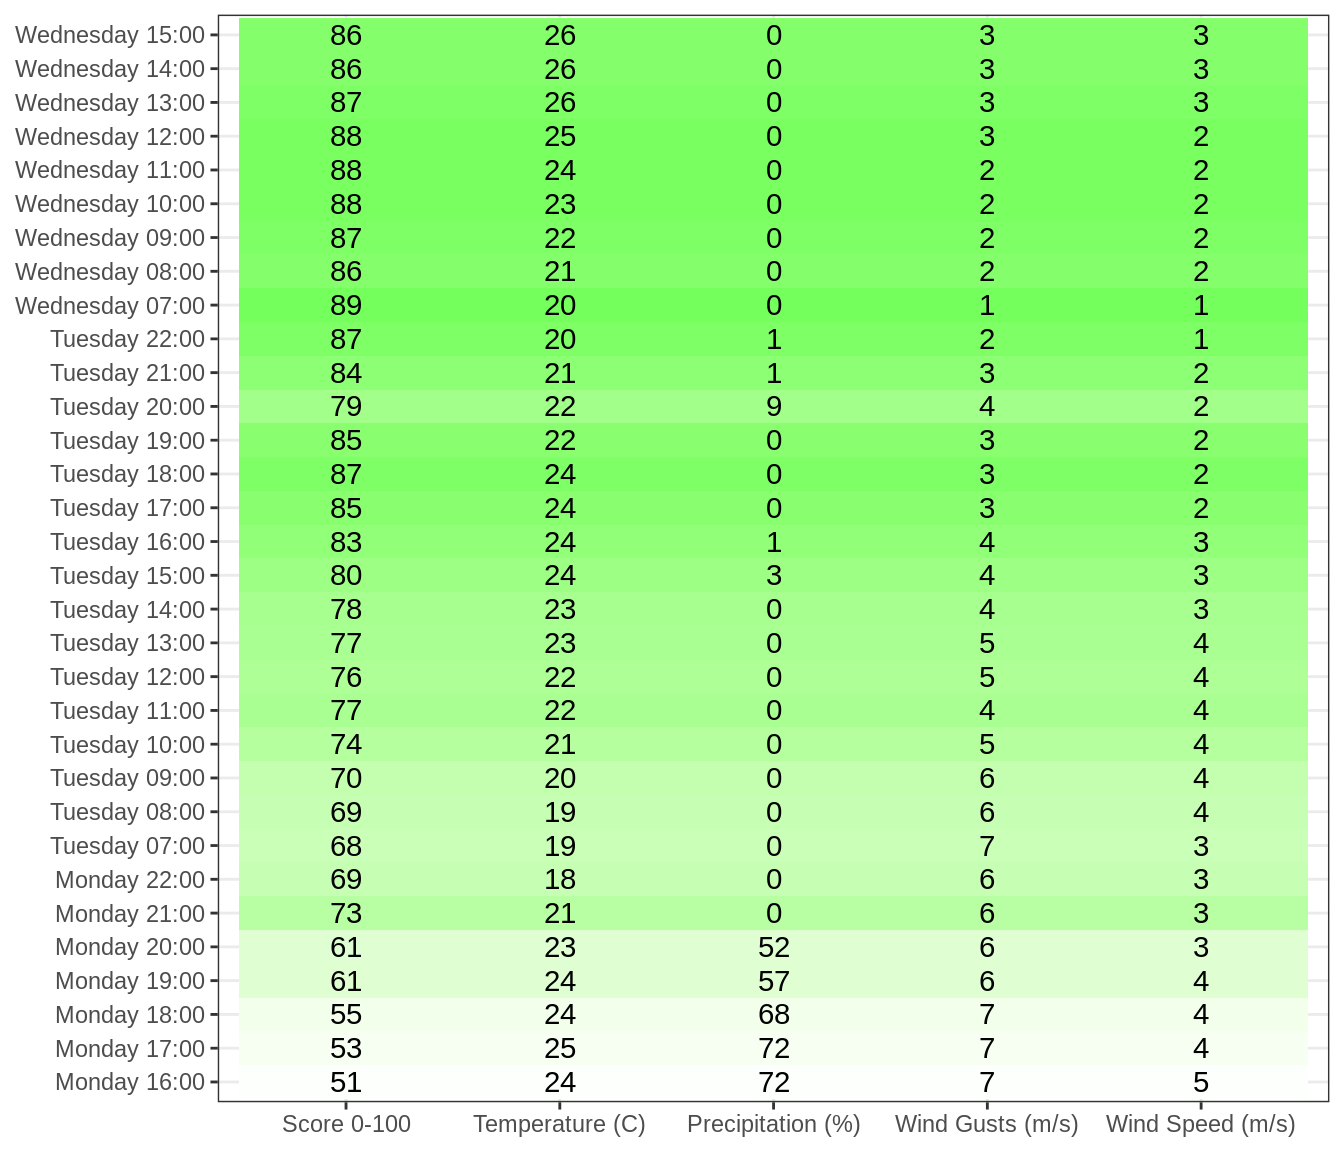 Wednesday 15:00 86 26 0 3 3
Wednesday 14:00 86 26 0 3 3
Wednesday 13:00 87 26 0 3 3
Wednesday 12:00 88 25 0 3 2
Wednesday 11:00 88 24 0 2 2
Wednesday 10:00 88 23 0 2 2
Wednesday 09:00 87 22 0 2 2
Wednesday 08:00 86 21 0 2 2
Wednesday 07:00 89 20 0 1 1
Tuesday 22:00 87 20 1 2 1
Tuesday 21:00 84 21 1 3 2
Tuesday 20:00 79 22 9 4 2
Tuesday 19:00 85 22 0 3 2
Tuesday 18:00 87 24 0 3 2
Tuesday 17:00 85 24 0 3 2
Tuesday 16:00 83 24 1 4 3
Tuesday 15:00 80 24 3 4 3
Tuesday 14:00 78 23 0 4 3
Tuesday 13:00 77 23 0 5 4
Tuesday 12:00 76 22 0 5 4
Tuesday 11:00 77 22 0 4 4
Tuesday 10:00 74 21 0 5 4
Tuesday 09:00 70 20 0 6 4
Tuesday 08:00 69 19 0 6 4
Tuesday 07:00 68 19 0 7 3
Monday 22:00 69 18 0 6 3
Monday 21:00 73 21 0 6 3
Monday 20:00 61 23 52 6 3
Monday 19:00 61 24 57 6 4
Monday 18:00 55 24 68 7 4
Monday 17:00 53 25 72 7 4
Monday 16:00 51 24 72 7 5
Score 0-100 Temperature (C) Precipitation (%) Wind Gusts (m/s) Wind Speed (m/s)